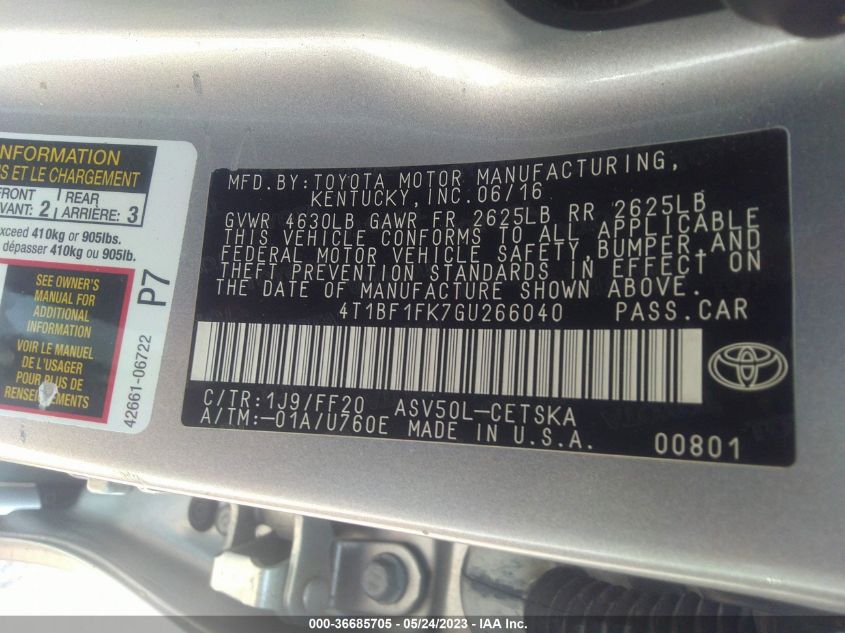 INFORMATION
S ET LE CHARGEMENT
FRONT
VANT: 2
REAR
ARRIÈRE: 3
exceed 410kg or 905lbs.
dépasser 410kg ou 905lb.
SEE OWNER'S
MANUAL FOR
ADDITIONAL
INFORMATION
VOIR LE MANUEL
DE L'USAGER
POUR PLUS DE
RENSEIGNEMENTS
P7
42661-06722
MFD.BY:TOYOTA MOTOR MANUFACTURING,
KENTUCKY, INC.06/16
GVWR 4630LB GAWR FR 2625LB RR 2625LB
THIS VEHICLE CONFORMS TO ALL APPLICABLE
FEDERAL MOTOR VEHICLE SAFETY,BUMPER,AND
THEFT PREVENTION STANDARDS IN EFFECT ON
THE DATE OF MANUFACTURE SHOWN ABOVE.
4T1BF1FK7GU266040 PASS.CAR
C/TR:1J9/FF20 ASV50L-CETSKA
A/TM:-01A/U760E MADE IN U.S.A.
00801
000-36685705 - 05/24/2023 - IAA Inc.